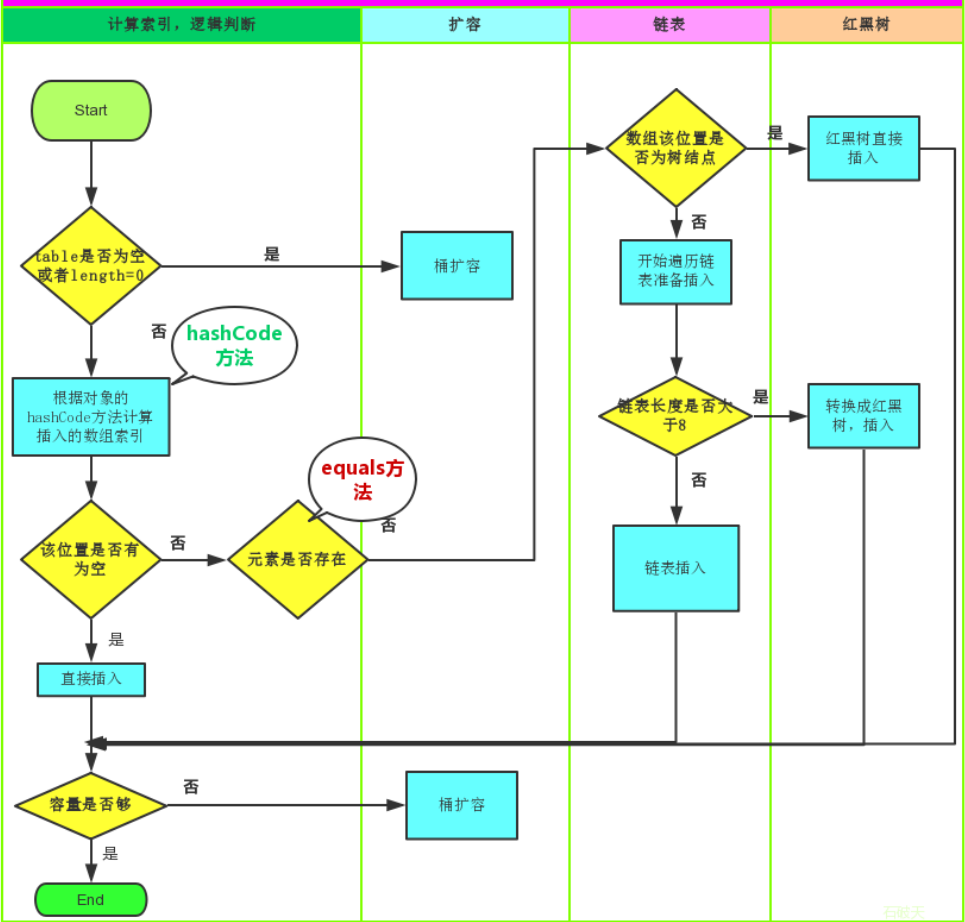 计算索引，逻辑判断
扩容
链表
红黑树
Start
table是否为空
或者length=0
是
桶扩容
否
hashCode
方法
根据对象的
hashCode方法计算
插入的数组索引
equals方
法
该位置是否有
为空
否
元素是否存在
否
是
直接插入
容量是否够
否
桶扩容
是
End
数组该位置是
否为树结点
是
红黑树直接
插入
否
开始遍历链
表准备插入
链表长度是否大
于8
是
转换成红黑
树，插入
否
链表插入